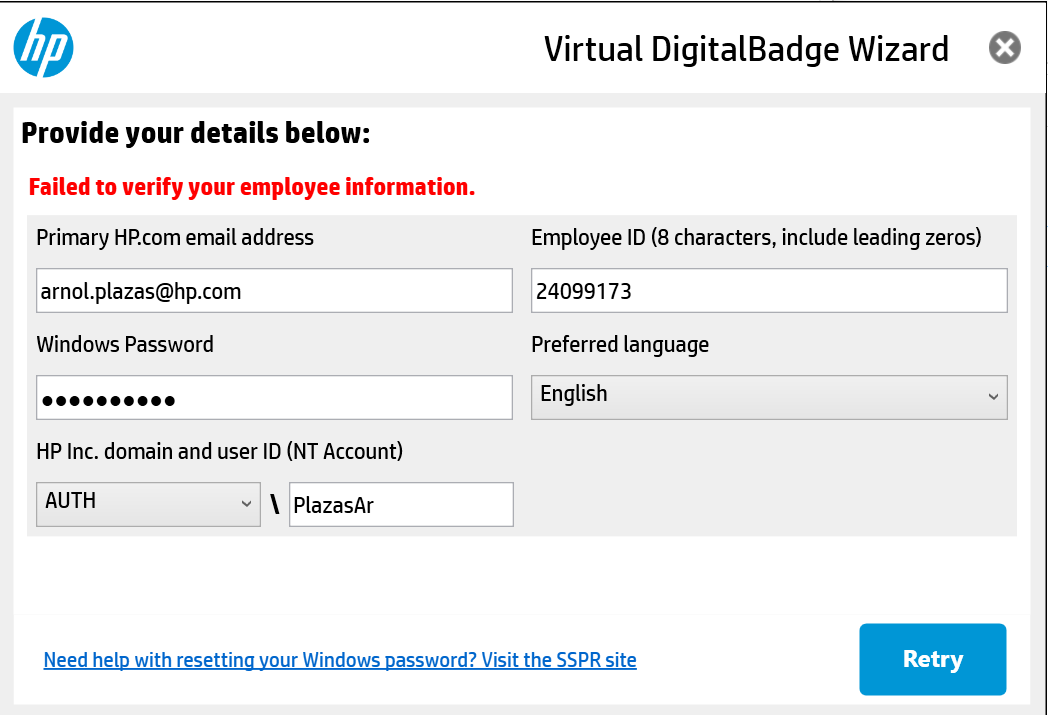 hp
Virtual DigitalBadge Wizard
Provide your details below:
Failed to verify your employee information.
Primary HP.com email address
Employee ID (8 characters, include leading zeros)
arnol.plazas@hp.com
24099173
Windows Password
Preferred language
●●●●●●●●●●
English
HP Inc. domain and user ID (NT Account)
AUTH \ PlazasAr
Need help with resetting your Windows password? Visit the SSPR site
Retry